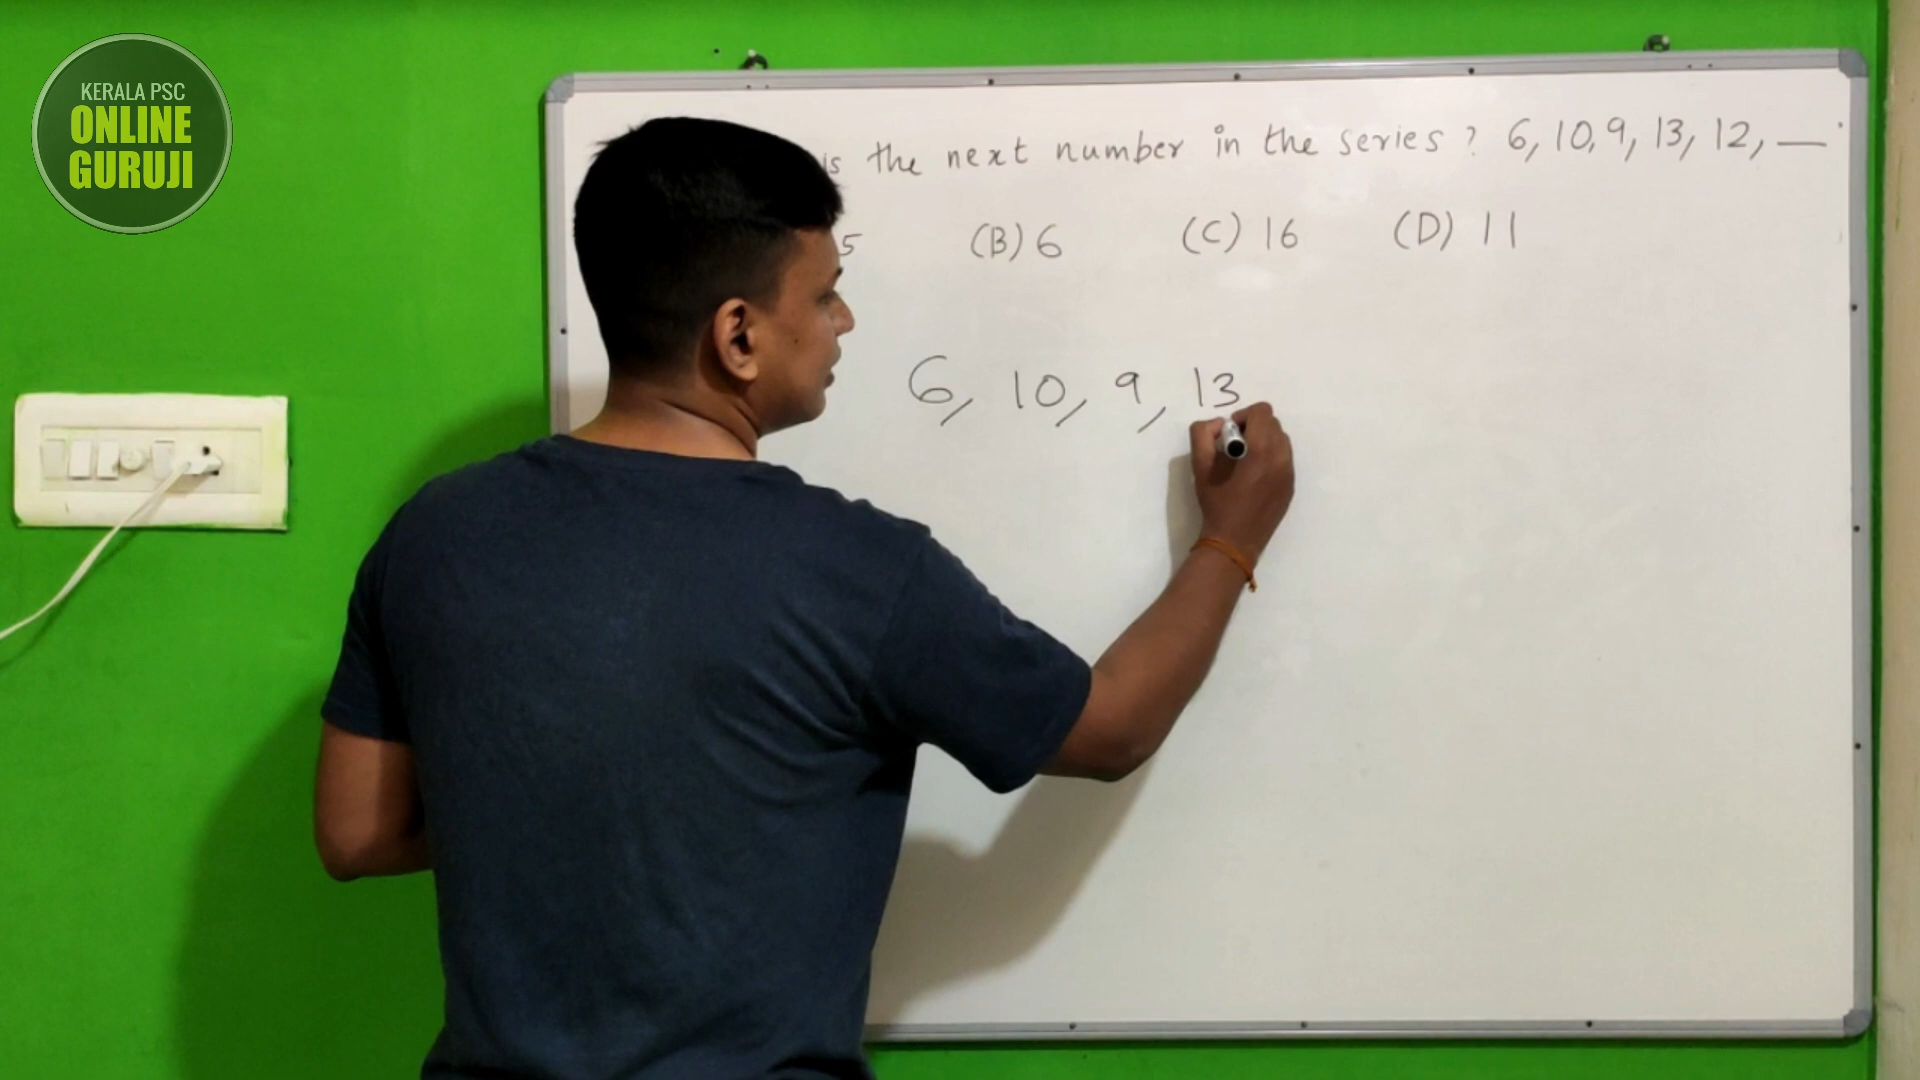 KERALA PSC
ONLINE
GURUJI
is the next number in the series? 6, 10, 9, 13, 12, __
5 (B) 6 (C) 16 (D) 11
6, 10, 9, 13